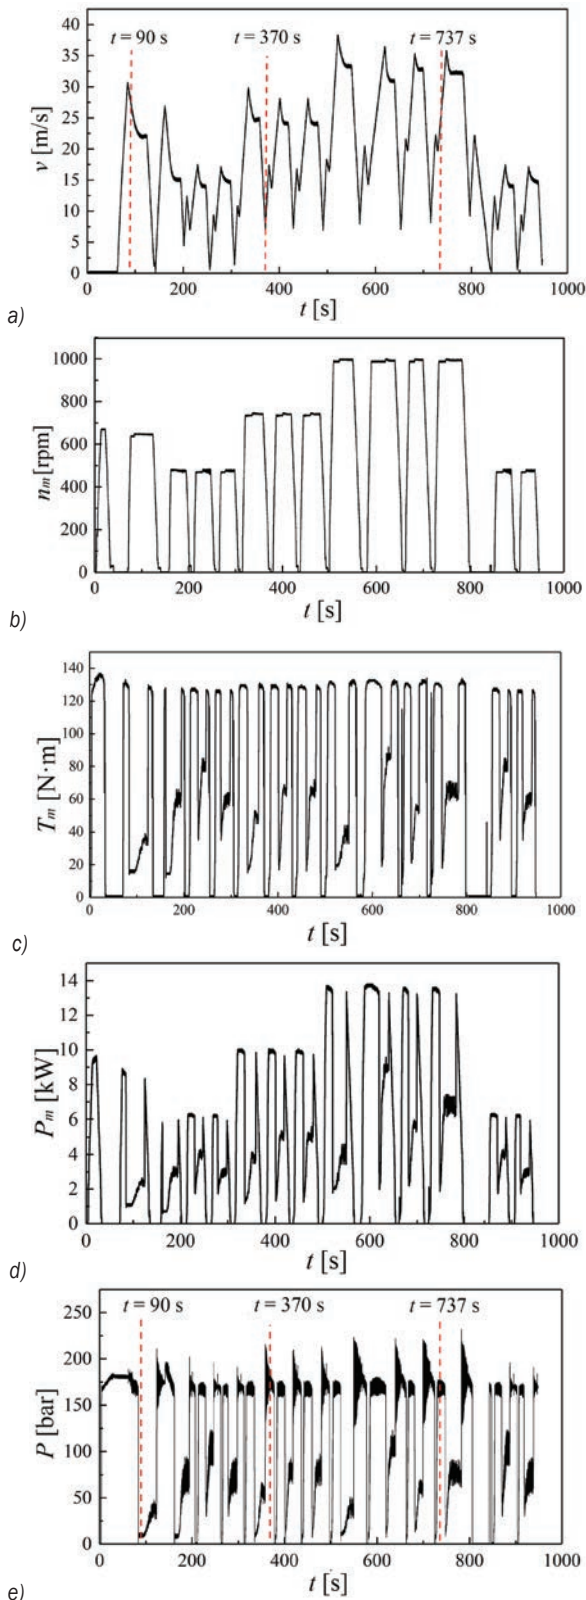 40
35
30
25
20
15
10
5
0
v [m/s]
t = 90 s t = 370 s t = 737 s
0 200 400 600 800 1000
t [s]
a)
1000
800
600
400
200
0
nm[rpm]
0 200 400 600 800 1000
t [s]
b)
140
120
100
80
60
40
20
0
Tm [N·m]
0 200 400 600 800 1000
t [s]
c)
14
12
10
8
6
4
2
0
Pm [kW]
0 200 400 600 800 1000
t [s]
d)
t = 90 s t = 370 s t = 737 s
250
200
150
100
50
0
P [bar]
0 200 400 600 800 1000
t [s]
e)